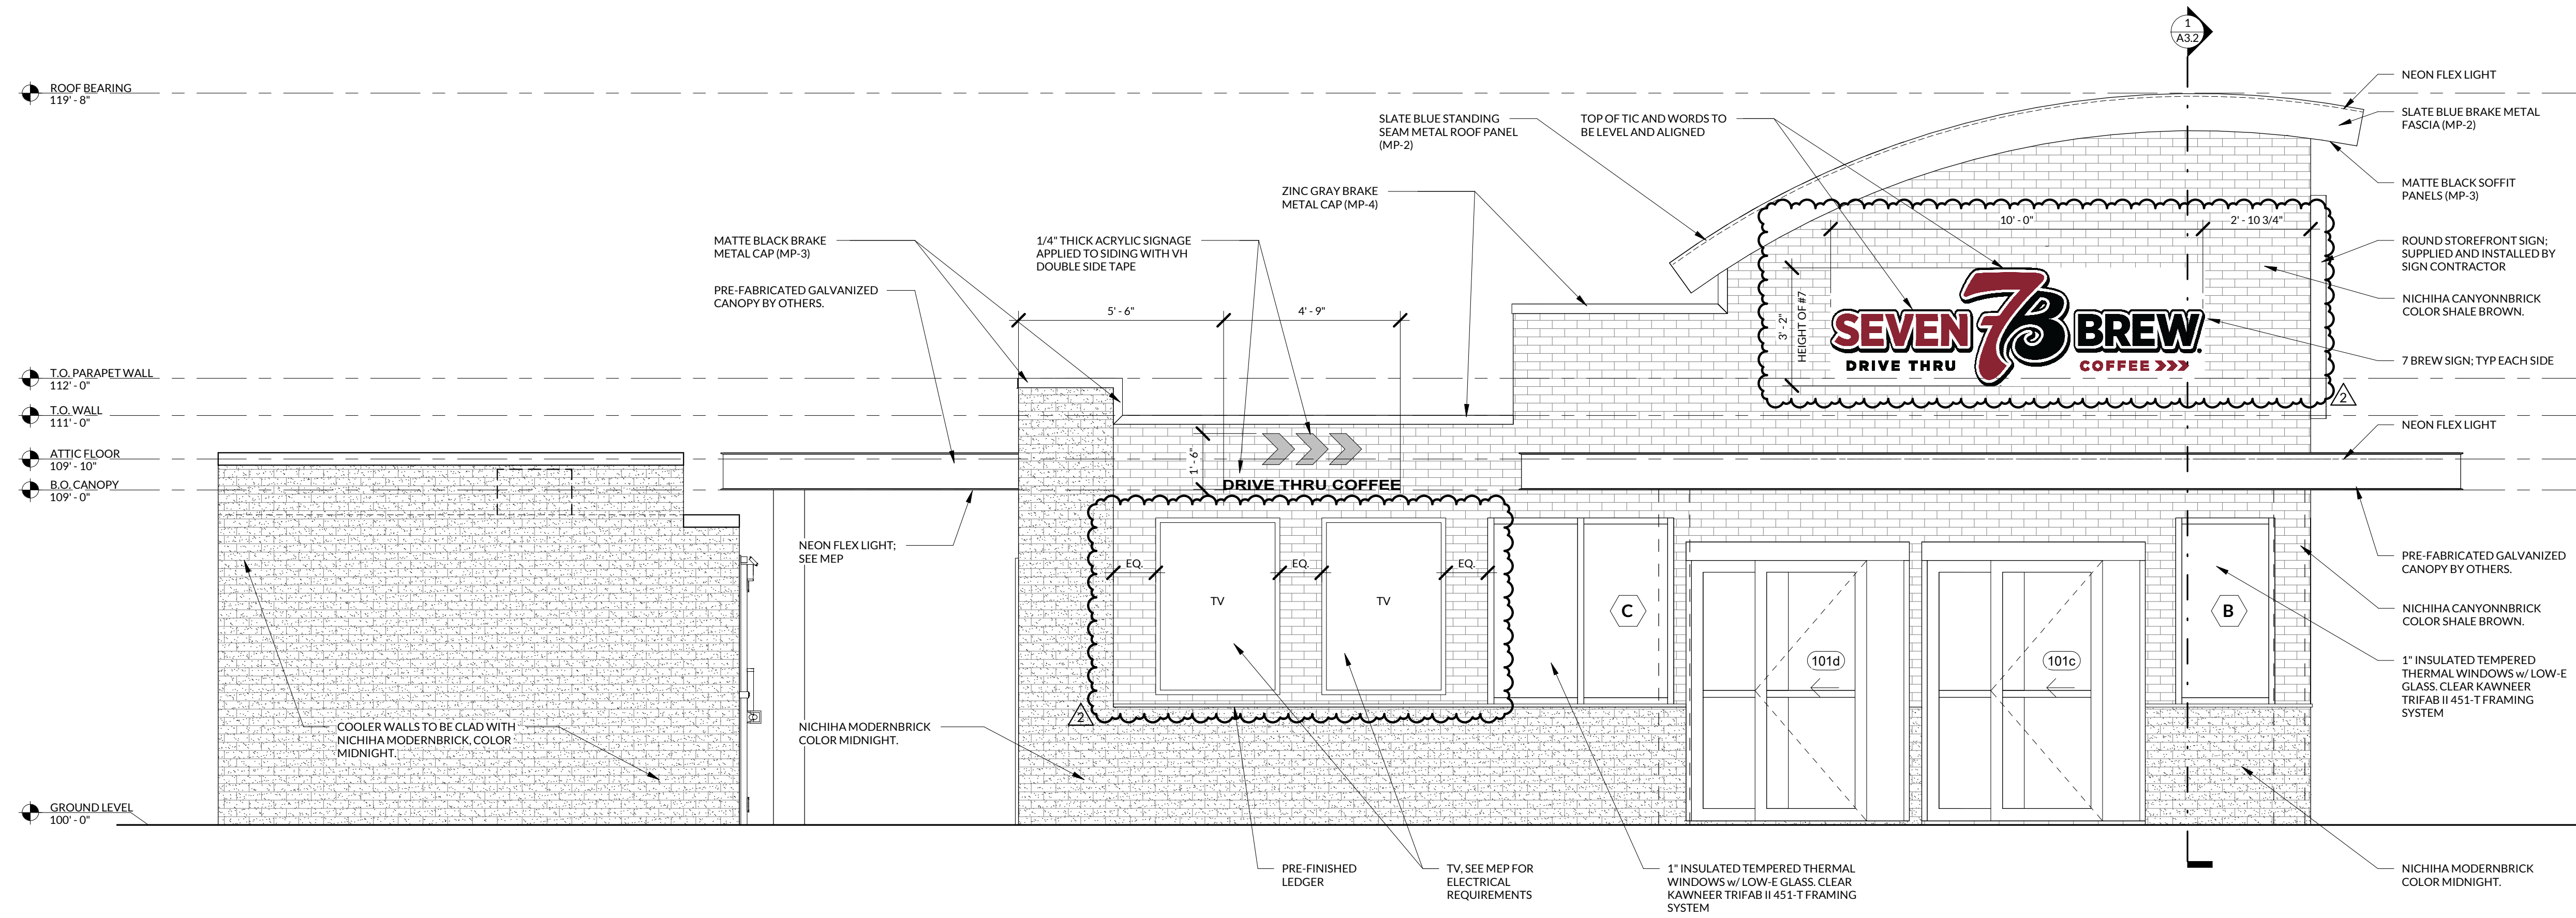 1
A3.2
ROOF BEARING
119' - 8"
NEON FLEX LIGHT
SLATE BLUE BRAKE METAL
FASCIA (MP-2)
SLATE BLUE STANDING
SEAM METAL ROOF PANEL
(MP-2)
TOP OF TIC AND WORDS TO
BE LEVEL AND ALIGNED
MATTE BLACK SOFFIT
PANELS (MP-3)
ZINC GRAY BRAKE
METAL CAP (MP-4)
10' - 0"
2' - 10 3/4"
MATTE BLACK BRAKE
METAL CAP (MP-3)
1/4" THICK ACRYLIC SIGNAGE
APPLIED TO SIDING WITH VH
DOUBLE SIDE TAPE
ROUND STOREFRONT SIGN;
SUPPLIED AND INSTALLED BY
SIGN CONTRACTOR
PRE-FABRICATED GALVANIZED
CANOPY BY OTHERS.
NICHIHA CANYONNBRICK
COLOR SHALE BROWN.
5' - 6"
4' - 9"
3' - 2"
HEIGHT OF #7
SEVEN 7B BREW
DRIVE THRU
COFFEE >>>
7 BREW SIGN; TYP EACH SIDE
T.O. PARAPET WALL
112' - 0"
2
T.O. WALL
111' - 0"
NEON FLEX LIGHT
ATTIC FLOOR
109' - 10"
1' - 6"
B.O. CANOPY
109' - 0"
DRIVE THRU COFFEE
NEON FLEX LIGHT;
SEE MEP
EQ.
EQ.
EQ.
PRE-FABRICATED GALVANIZED
CANOPY BY OTHERS.
TV
TV
C
B
NICHIHA CANYONNBRICK
COLOR SHALE BROWN.
101d
101c
1" INSULATED TEMPERED
THERMAL WINDOWS w/ LOW-E
GLASS. CLEAR KAWNEER
TRIFAB II 451-T FRAMING
SYSTEM
2
COOLER WALLS TO BE CLAD WITH
NICHIHA MODERNBRICK, COLOR
MIDNIGHT.
NICHIHA MODERNBRICK
COLOR MIDNIGHT.
GROUND LEVEL
100' - 0"
PRE-FINISHED
LEDGER
TV, SEE MEP FOR
ELECTRICAL
REQUIREMENTS
1" INSULATED TEMPERED THERMAL
WINDOWS w/ LOW-E GLASS. CLEAR
KAWNEER TRIFAB II 451-T FRAMING
SYSTEM
NICHIHA MODERNBRICK
COLOR MIDNIGHT.